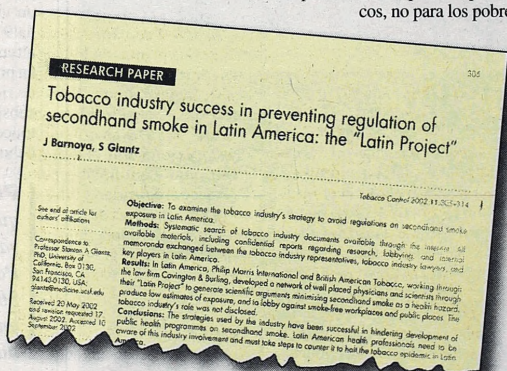 cos, no para los pobre
305
RESEARCH PAPER
Tobacco industry success in preventing regulation of
secondhand smoke in Latin America: the "Latin Project"
J Barnoya, S Glantz
Tobacco Control 2002;11:305–314
See end of article for
authors' affiliations
Correspondence to:
Professor Stanton A Glantz,
PhD, University of
California, Box 0130,
San Francisco, CA
94143-0130, USA;
glantz@medicine.ucsf.edu
Received 20 May 2002
and revision requested 17
August 2002. Accepted 10
September 2002
Objective: To examine the tobacco industry's strategy to avoid regulations on secondhand smoke
exposure in Latin America.
Methods: Systematic search of tobacco industry documents available through the internet. All
available materials, including confidential reports regarding research, lobbying, and internal
memoranda exchanged between the tobacco industry representatives, tobacco industry lawyers, and
key players in Latin America.
Results: In Latin America, Philip Morris International and British American Tobacco, working through
the law firm Covington & Burling, developed a network of well placed physicians and scientists through
their "Latin Project" to generate scientific arguments minimising secondhand smoke as a health hazard,
produce low estimates of exposure, and to lobby against smoke-free workplaces and public places. The
tobacco industry's role was not disclosed.
Conclusions: The strategies used by the industry have been successful in hindering development of
public health programmes on secondhand smoke. Latin American health professionals need to be
aware of this industry involvement and must take steps to counter it to halt the tobacco epidemic in Latin
America.